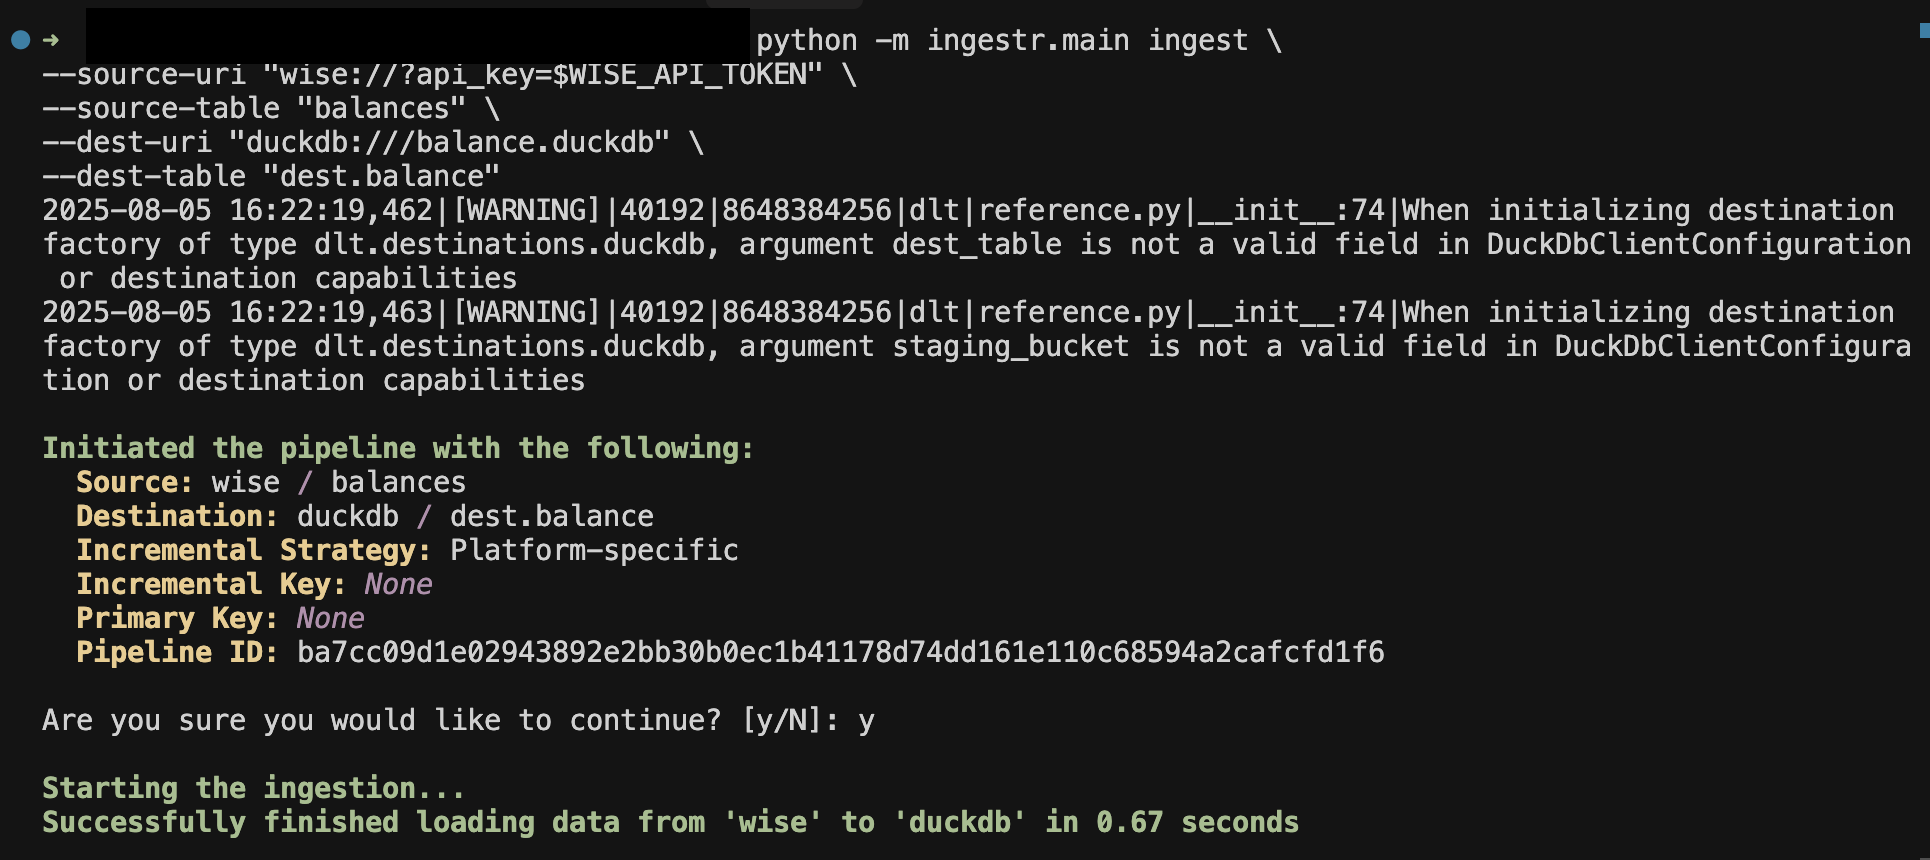 ➜ python -m ingestr.main ingest \
--source-uri "wise://?api_key=$WISE_API_TOKEN" \
--source-table "balances" \
--dest-uri "duckdb:///balance.duckdb" \
--dest-table "dest.balance"
2025-08-05 16:22:19,462|[WARNING]|40192|8648384256|dlt|reference.py|__init__:74|When initializing destination
factory of type dlt.destinations.duckdb, argument dest_table is not a valid field in DuckDbClientConfiguration
 or destination capabilities
2025-08-05 16:22:19,463|[WARNING]|40192|8648384256|dlt|reference.py|__init__:74|When initializing destination
factory of type dlt.destinations.duckdb, argument staging_bucket is not a valid field in DuckDbClientConfigura
tion or destination capabilities
Initiated the pipeline with the following:
  Source: wise / balances
  Destination: duckdb / dest.balance
  Incremental Strategy: Platform-specific
  Incremental Key: None
  Primary Key: None
  Pipeline ID: ba7cc09d1e02943892e2bb30b0ec1b41178d74dd161e110c68594a2cafcfd1f6
Are you sure you would like to continue? [y/N]: y
Starting the ingestion...
Successfully finished loading data from 'wise' to 'duckdb' in 0.67 seconds